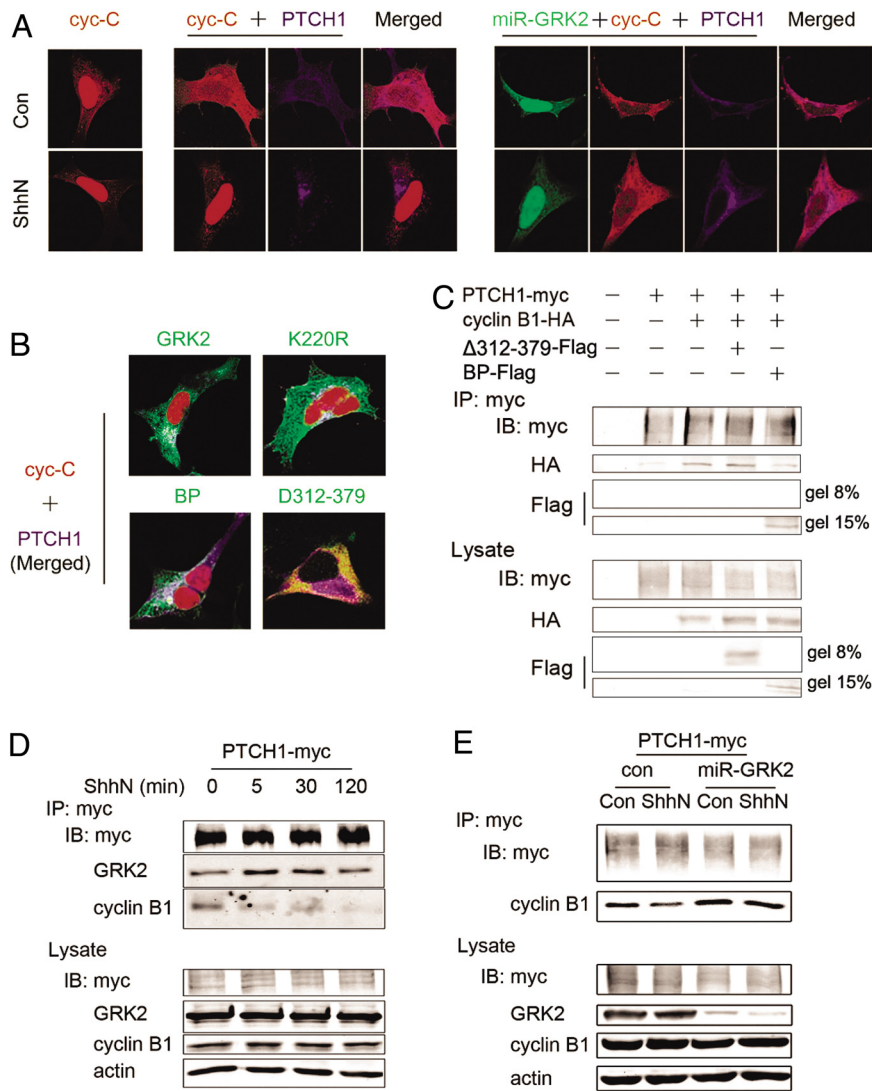 A
cyc-C
cyc-C + PTCH1 Merged
miR-GRK2 + cyc-C + PTCH1 Merged
Con
ShhN
B
GRK2 K220R
cyc-C
+
PTCH1
(Merged)
BP D312-379
C
PTCH1-myc − + + + +
cyclin B1-HA − − + + +
Δ312-379-Flag − − − + −
BP-Flag − − − − +
IP: myc
IB: myc
HA
Flag
gel 8%
gel 15%
Lysate
IB: myc
HA
Flag
gel 8%
gel 15%
D
PTCH1-myc
ShhN (min) 0 5 30 120
IP: myc
IB: myc
GRK2
cyclin B1
Lysate
IB: myc
GRK2
cyclin B1
actin
E
PTCH1-myc
con miR-GRK2
Con ShhN Con ShhN
IP: myc
IB: myc
cyclin B1
Lysate
IB: myc
GRK2
cyclin B1
actin